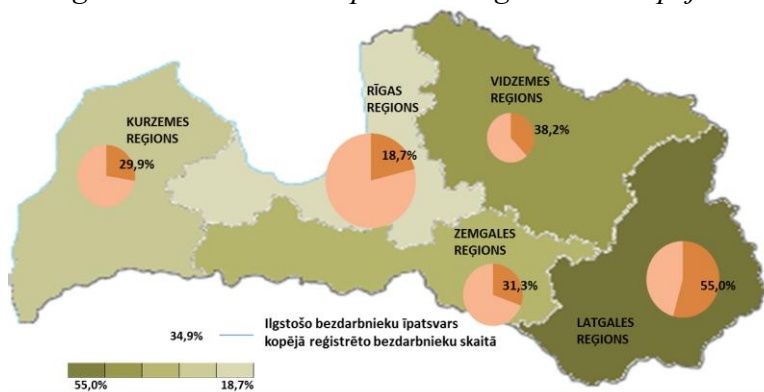 KURZEMES
REĢIONS
29,9%
RĪGAS
REĢIONS
18,7%
VIDZEMES
REĢIONS
38,2%
ZEMGALES
REĢIONS
31,3%
LATGALES
REĢIONS
55,0%
34,9%
Ilgstošo bezdarbnieku īpatsvars
kopējā reģistrēto bezdarbnieku skaitā
55,0%
18,7%